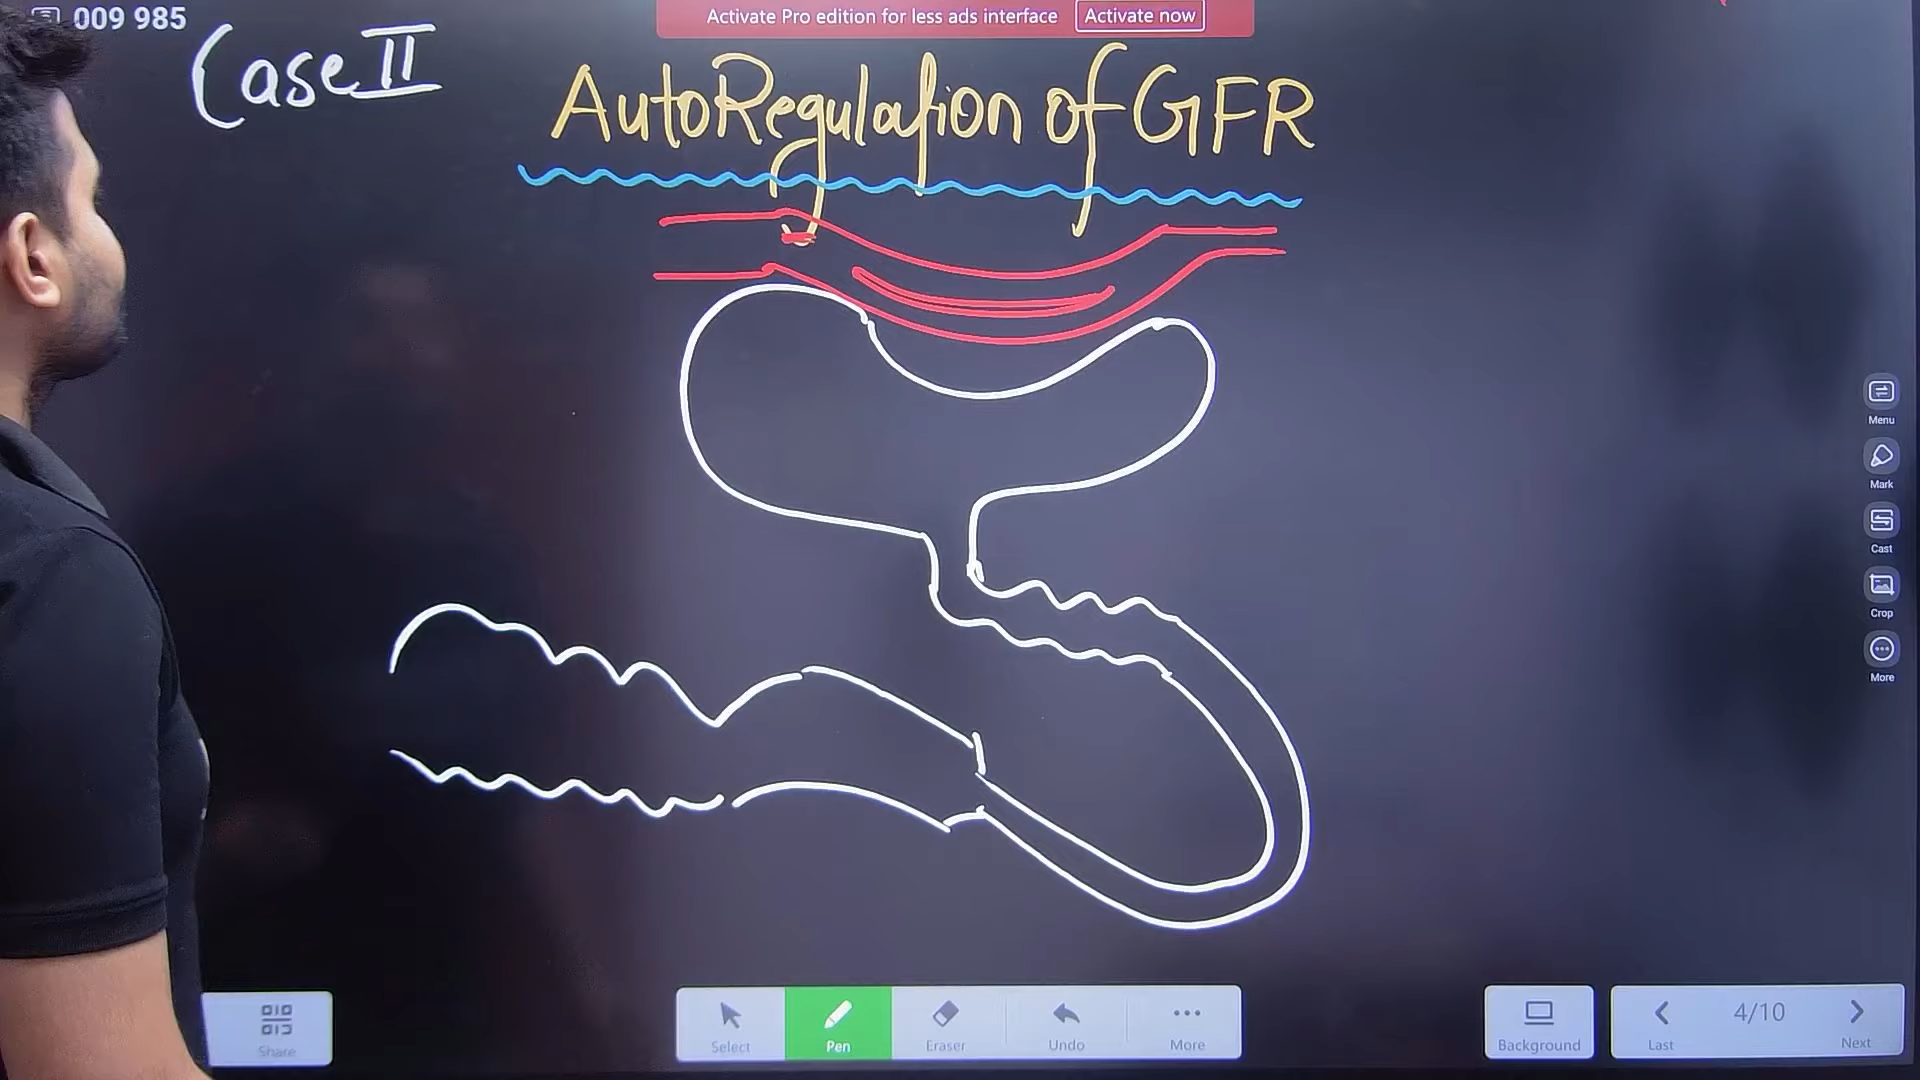 009 985
Activate Pro edition for less ads interface Activate now
Case II
AutoRegulation of GFR
Menu
Mark
Cast
Crop
More
Share
Select
Pen
Eraser
Undo
More
Background
Last
4/10
Next